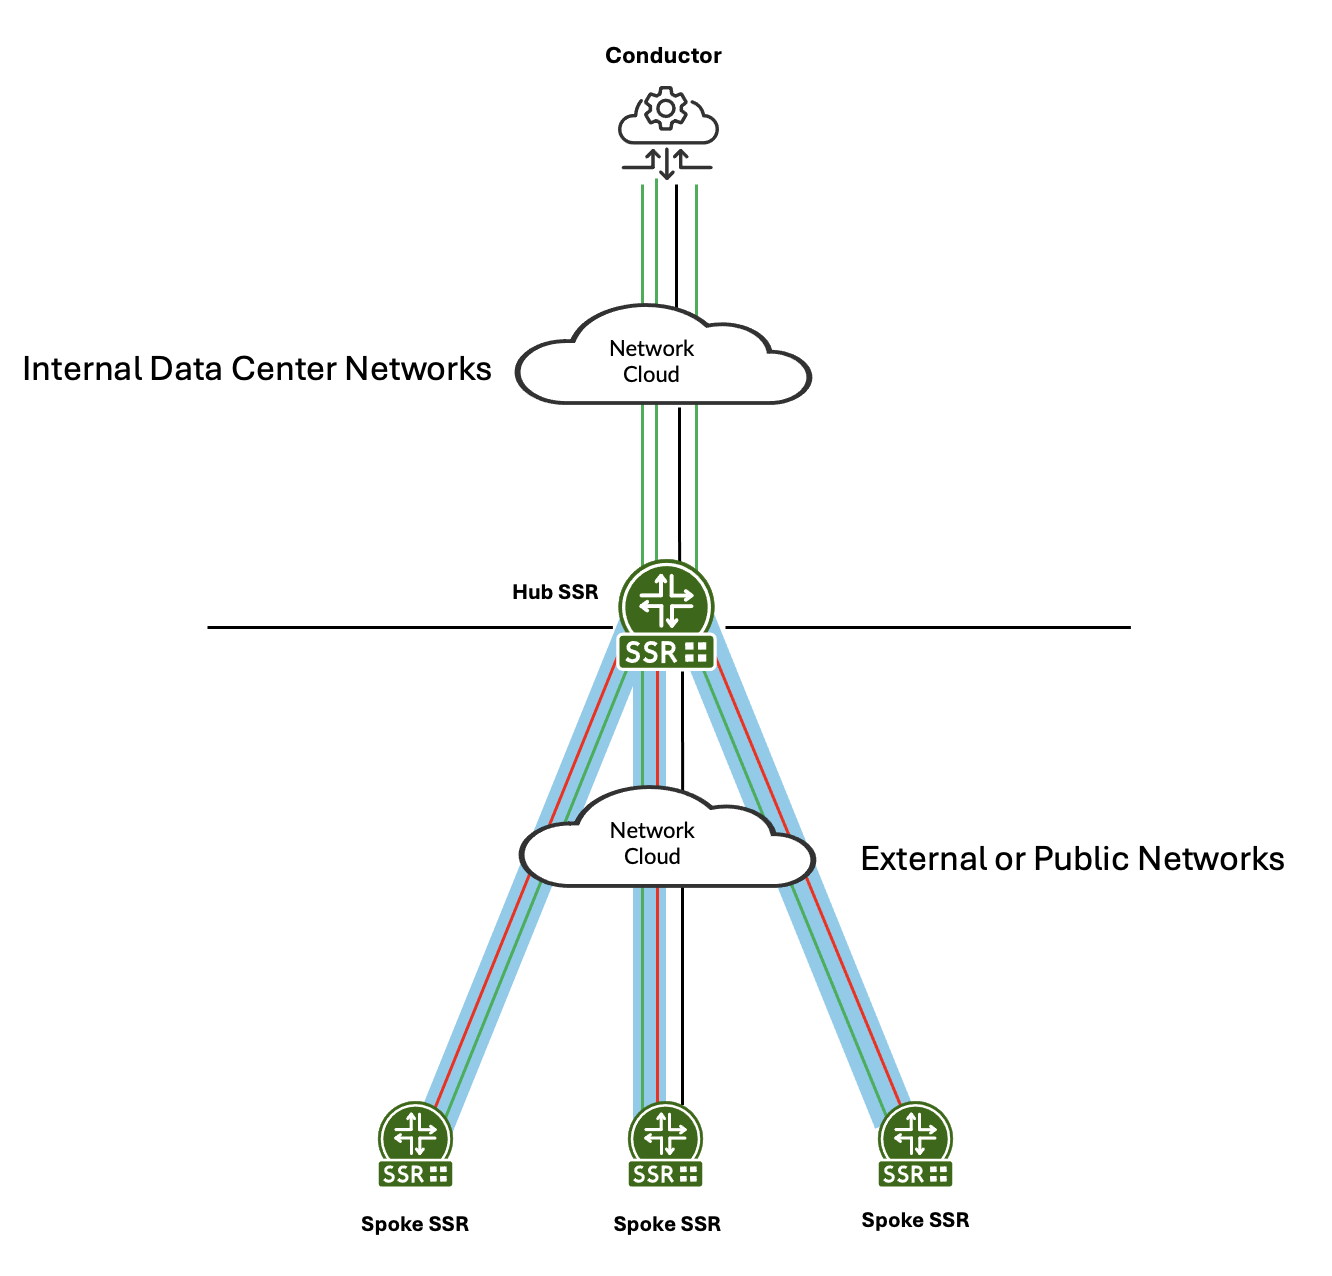 Conductor
Network
Cloud
Internal Data Center Networks
Hub SSR
SSR
Network
Cloud
External or Public Networks
SSR
SSR
SSR
Spoke SSR
Spoke SSR
Spoke SSR